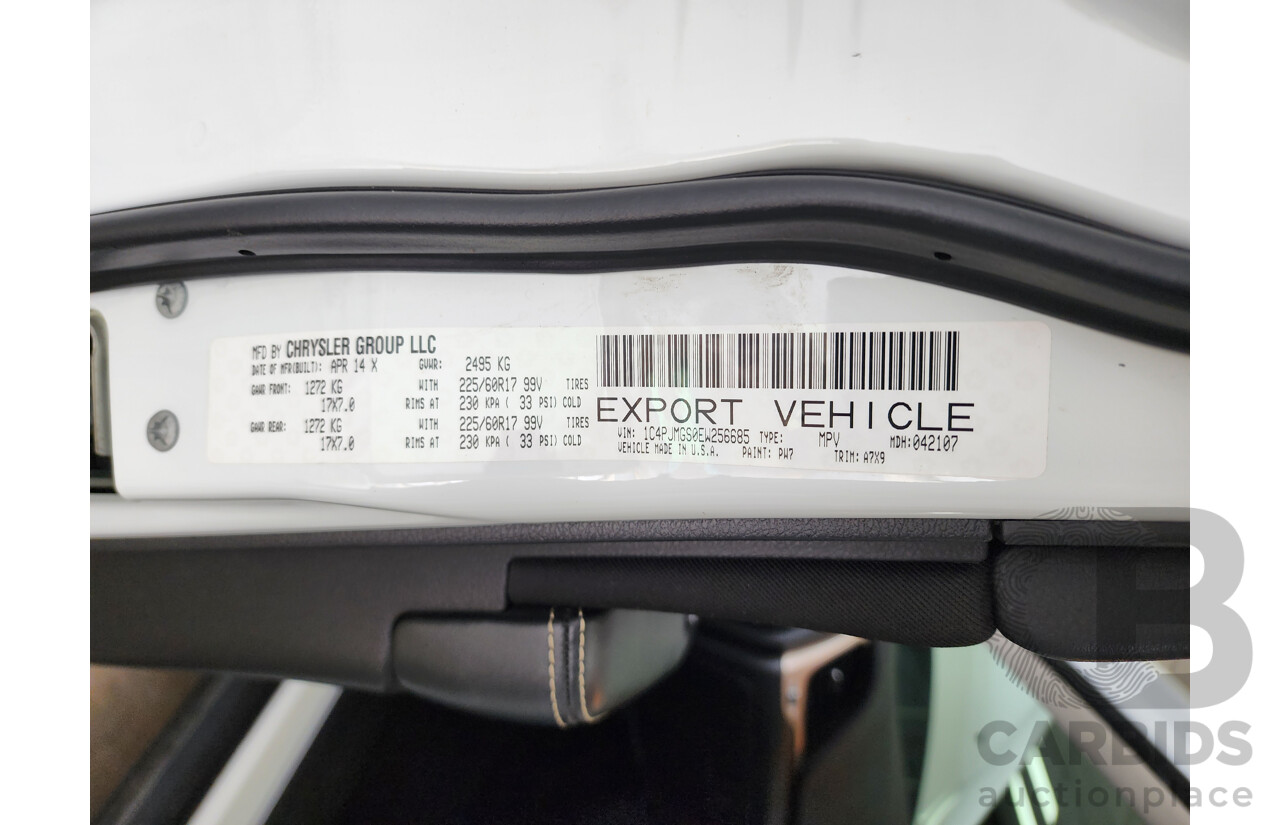 MFD BY CHRYSLER GROUP LLC
DATE OF MFR(BUILT): APR 14 X GVWR: 2495 KG
GAWR FRONT: 1272 KG WITH 225/60R17 99V TIRES
17X7.0 RIMS AT 230 KPA ( 33 PSI) COLD
GAWR REAR: 1272 KG WITH 225/60R17 99V TIRES
17X7.0 RIMS AT 230 KPA ( 33 PSI) COLD
EXPORT VEHICLE
VIN: 1C4PJMGS0EW256685 TYPE: MPV MDH:042107
VEHICLE MADE IN U.S.A. PAINT: PW7 TRIM: A7X9
B
CARBIDS
auctionplace